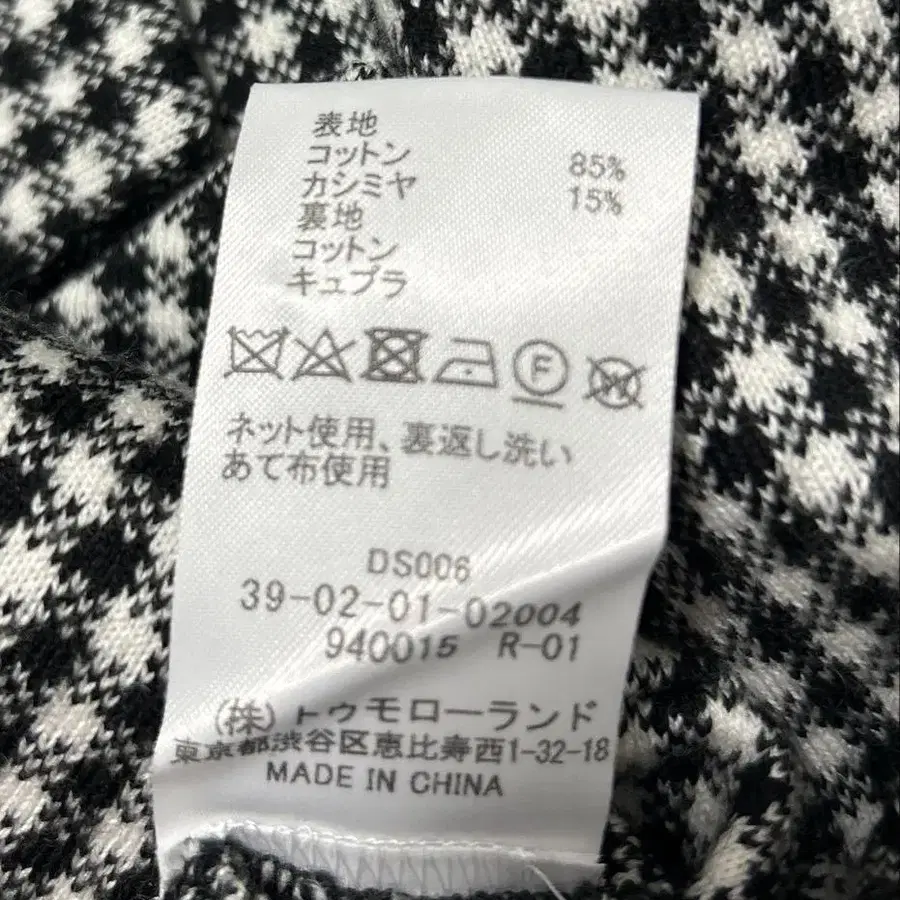 表地
コットン 85%
カシミヤ 15%
裏地
コットン
キュプラ
F
W
ネット使用、裏返し洗い
あて布使用
DS006
39-02-01-02004
940015 R-01
(株)トゥモローランド
東京都渋谷区恵比寿西1-32-18
MADE IN CHINA